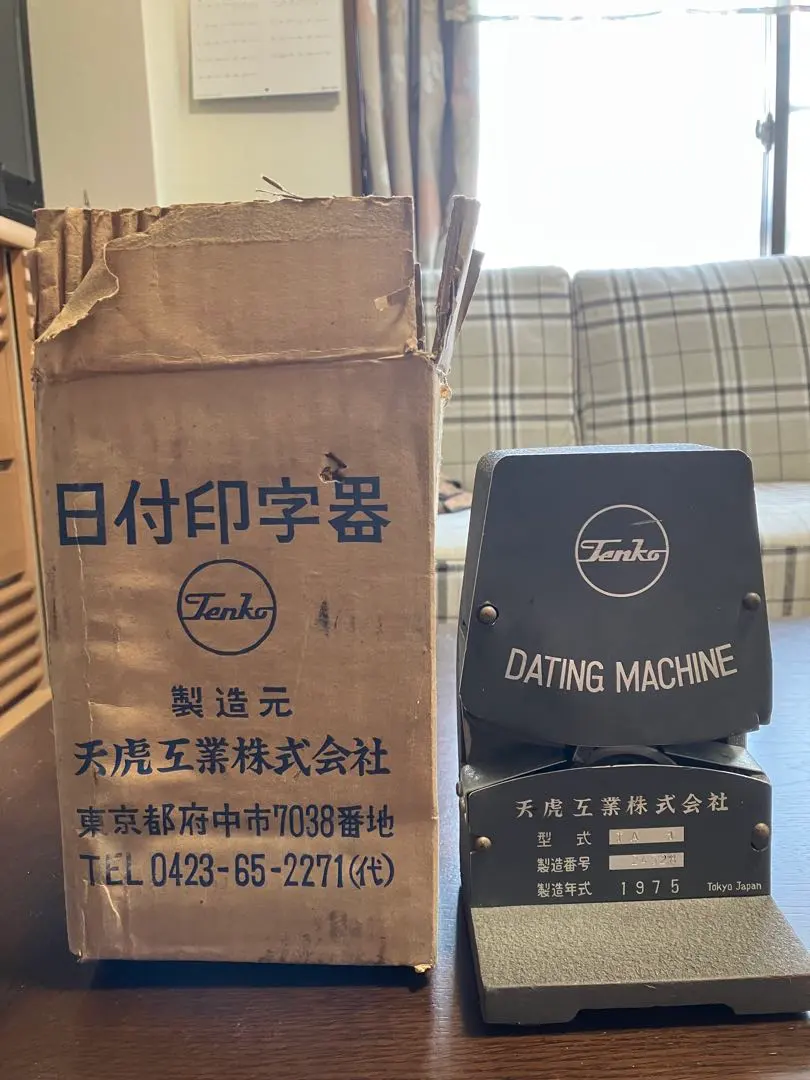 日付印字器
Tenko
製造元
天虎工業株式会社
東京都府中市7038番地
TEL 0423-65-2271(代)
Tenko
DATING MACHINE
天虎工業株式会社
型式
製造番号
製造年式 1975 Tokyo Japan